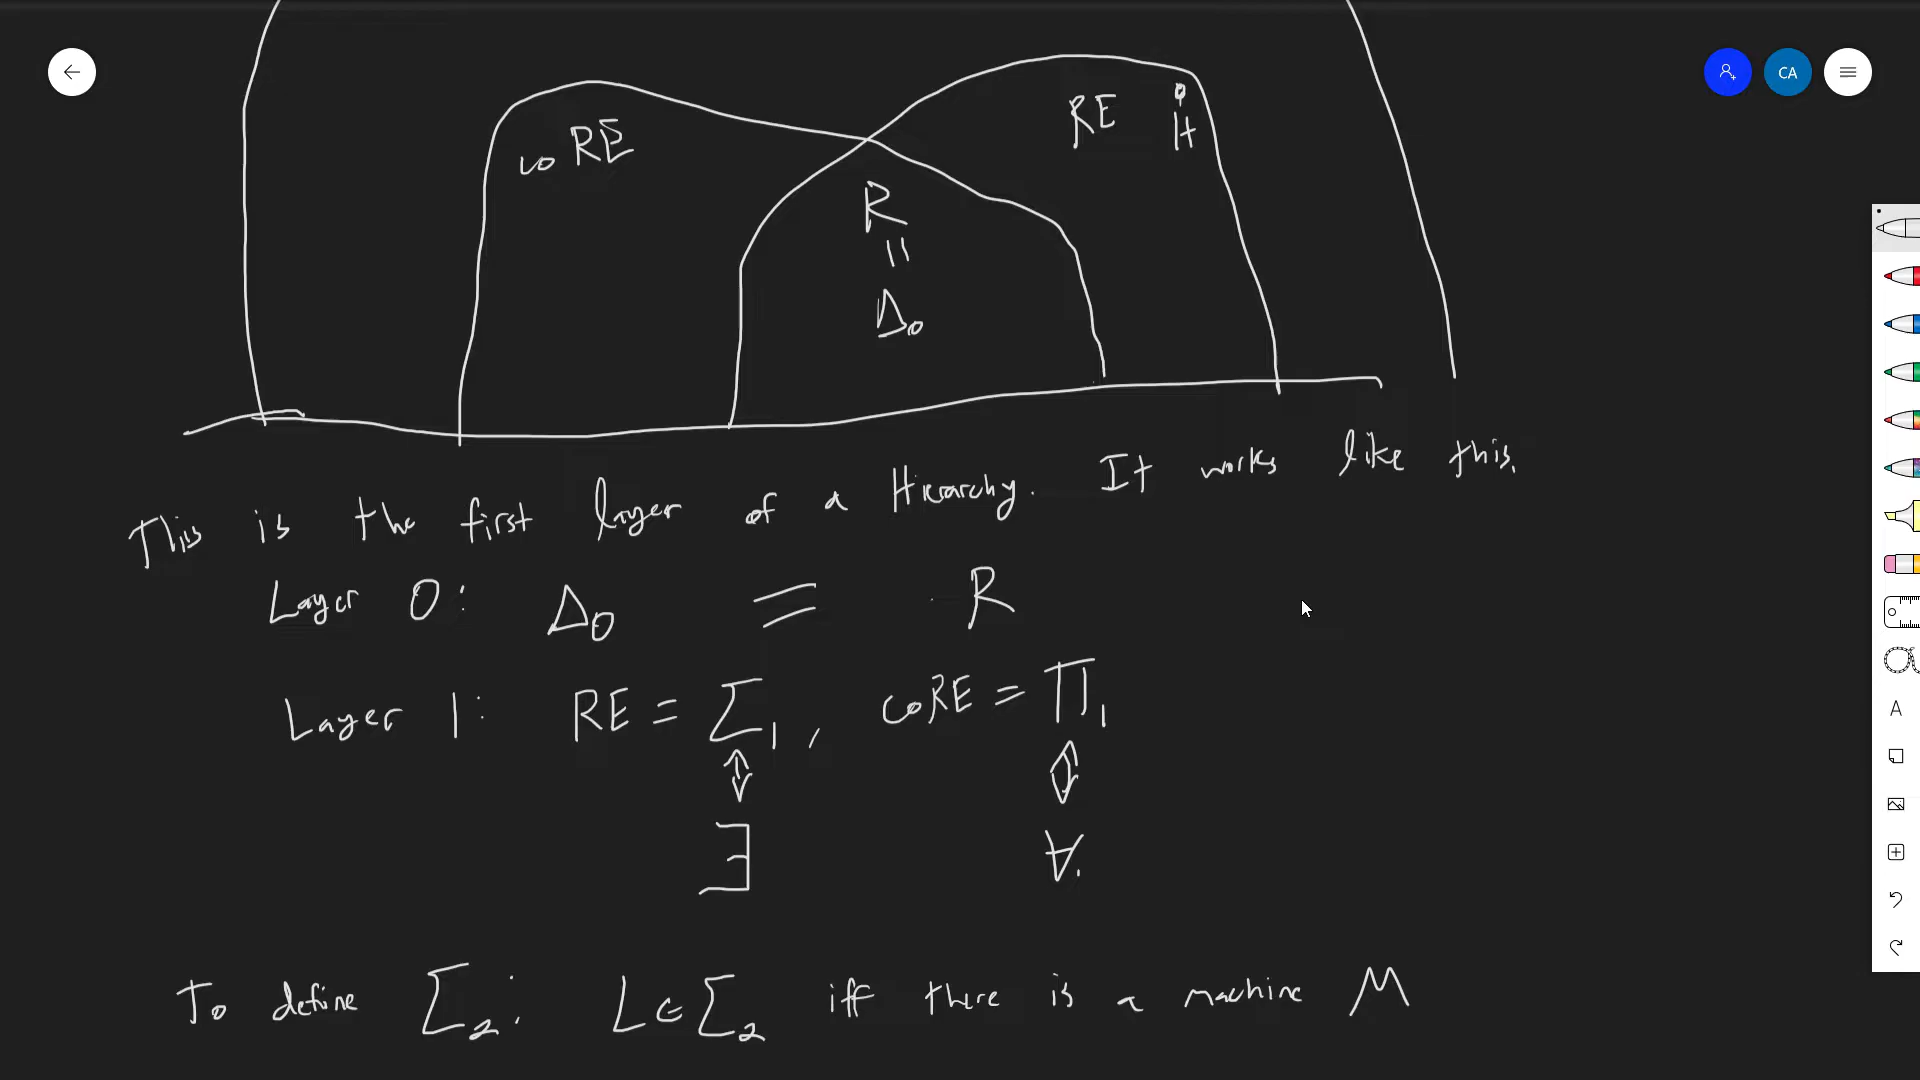 CA
coRE
RE
H
R
=
Δ₀
This is the first layer of a Hierarchy. It works like this.
Layer 0: Δ₀ = R
Layer 1: RE = Σ₁, coRE = Π₁
∃ ∀.
To define Σ₂: L ∈ Σ₂ iff there is a machine M
A